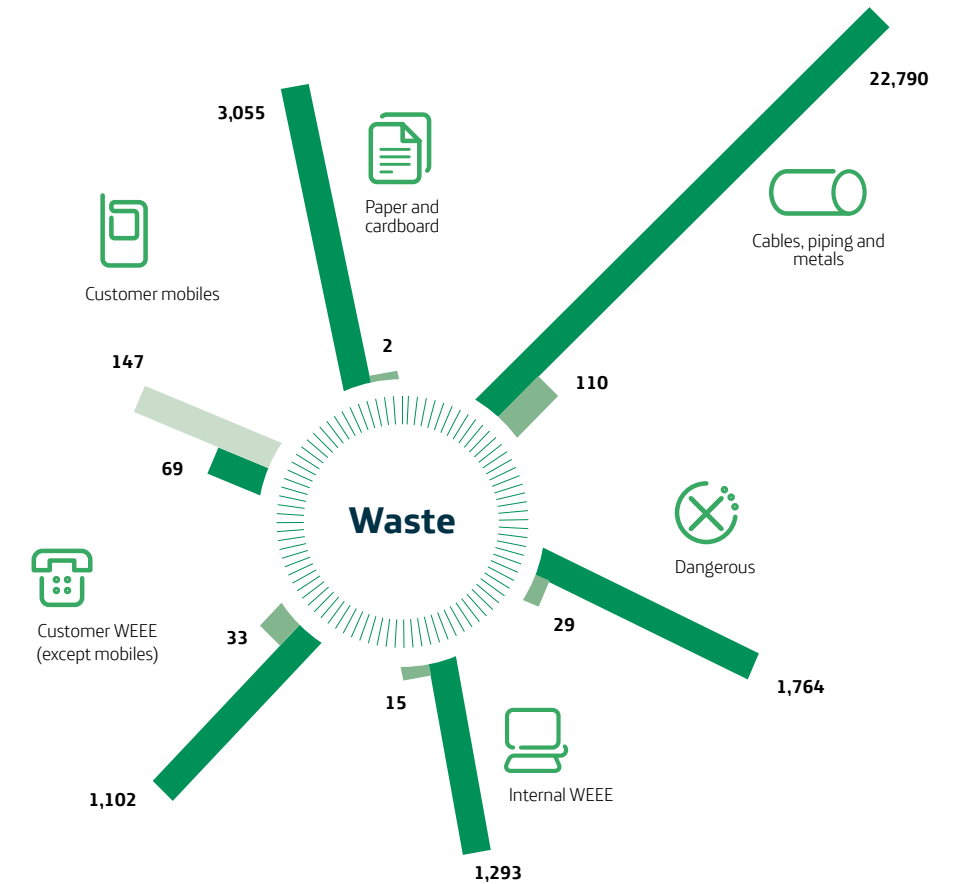 22,790
3,055
Paper and
cardboard
Cables, piping and
metals
Customer mobiles
2
147
110
69
Waste
Dangerous
29
Customer WEEE
(except mobiles)
33
1,764
15
Internal WEEE
1,102
1,293